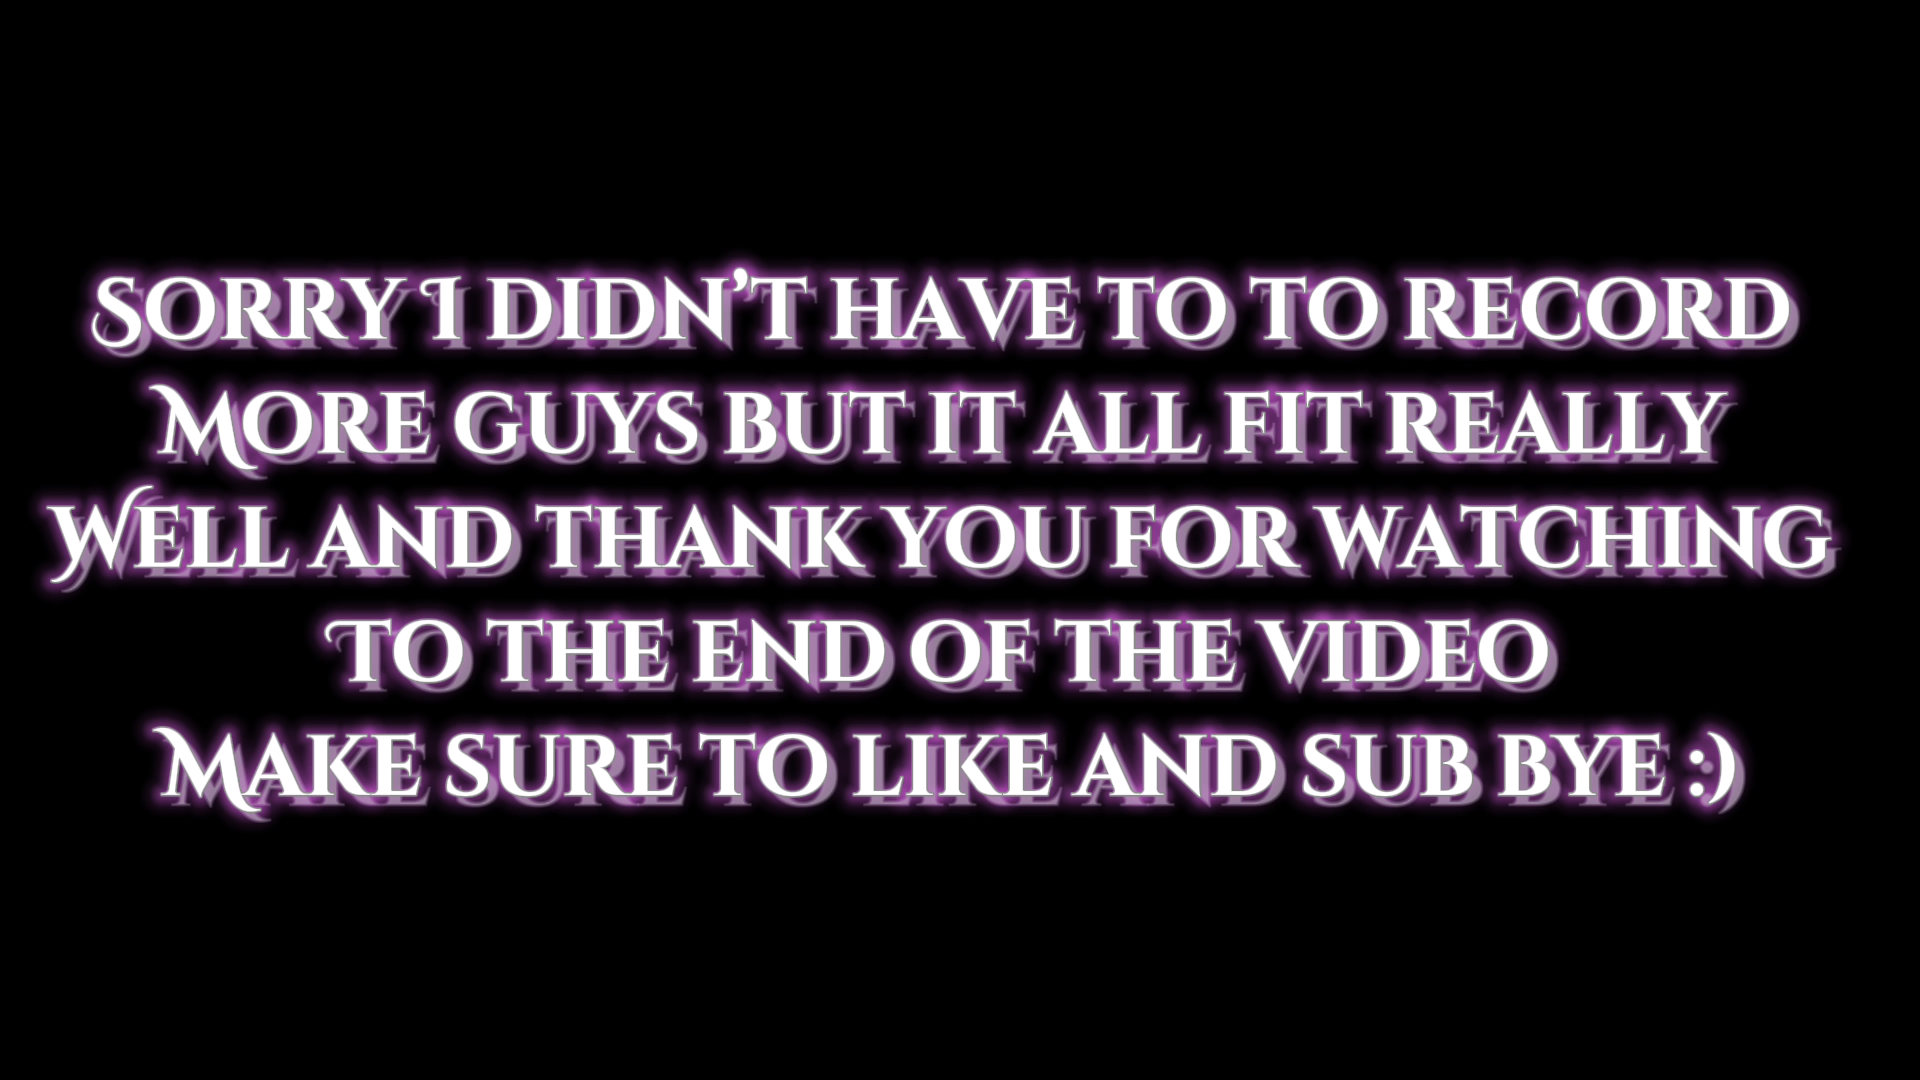 Sorry I didn't have to to record
More guys but it all fit really
Well and thank you for watching
To the end of the video
Make sure to like and sub bye :)